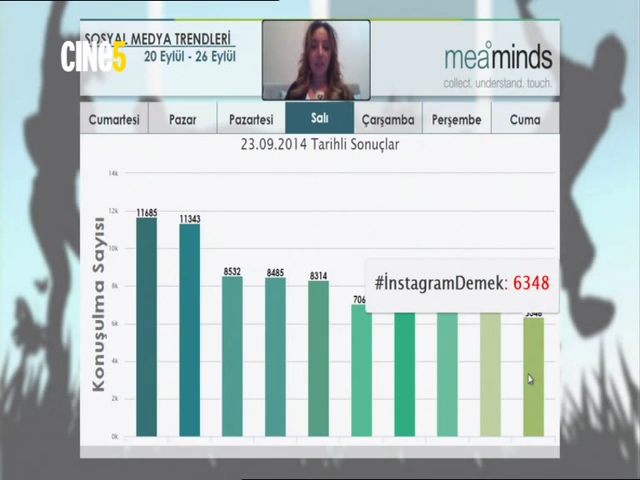 SOSYAL MEDYA TRENDLERİ
CINE5
20 Eylül - 26 Eylül
meaminds
collect. understand. touch.
Cumartesi
Pazar
Pazartesi
Salı
Çarşamba
Perşembe
Cuma
23.09.2014 Tarihli Sonuçlar
Konuşulma Sayısı
14k
12k
10k
8k
6k
4k
2k
0k
11685
11343
8532
8485
8314
#İnstagramDemek: 6348